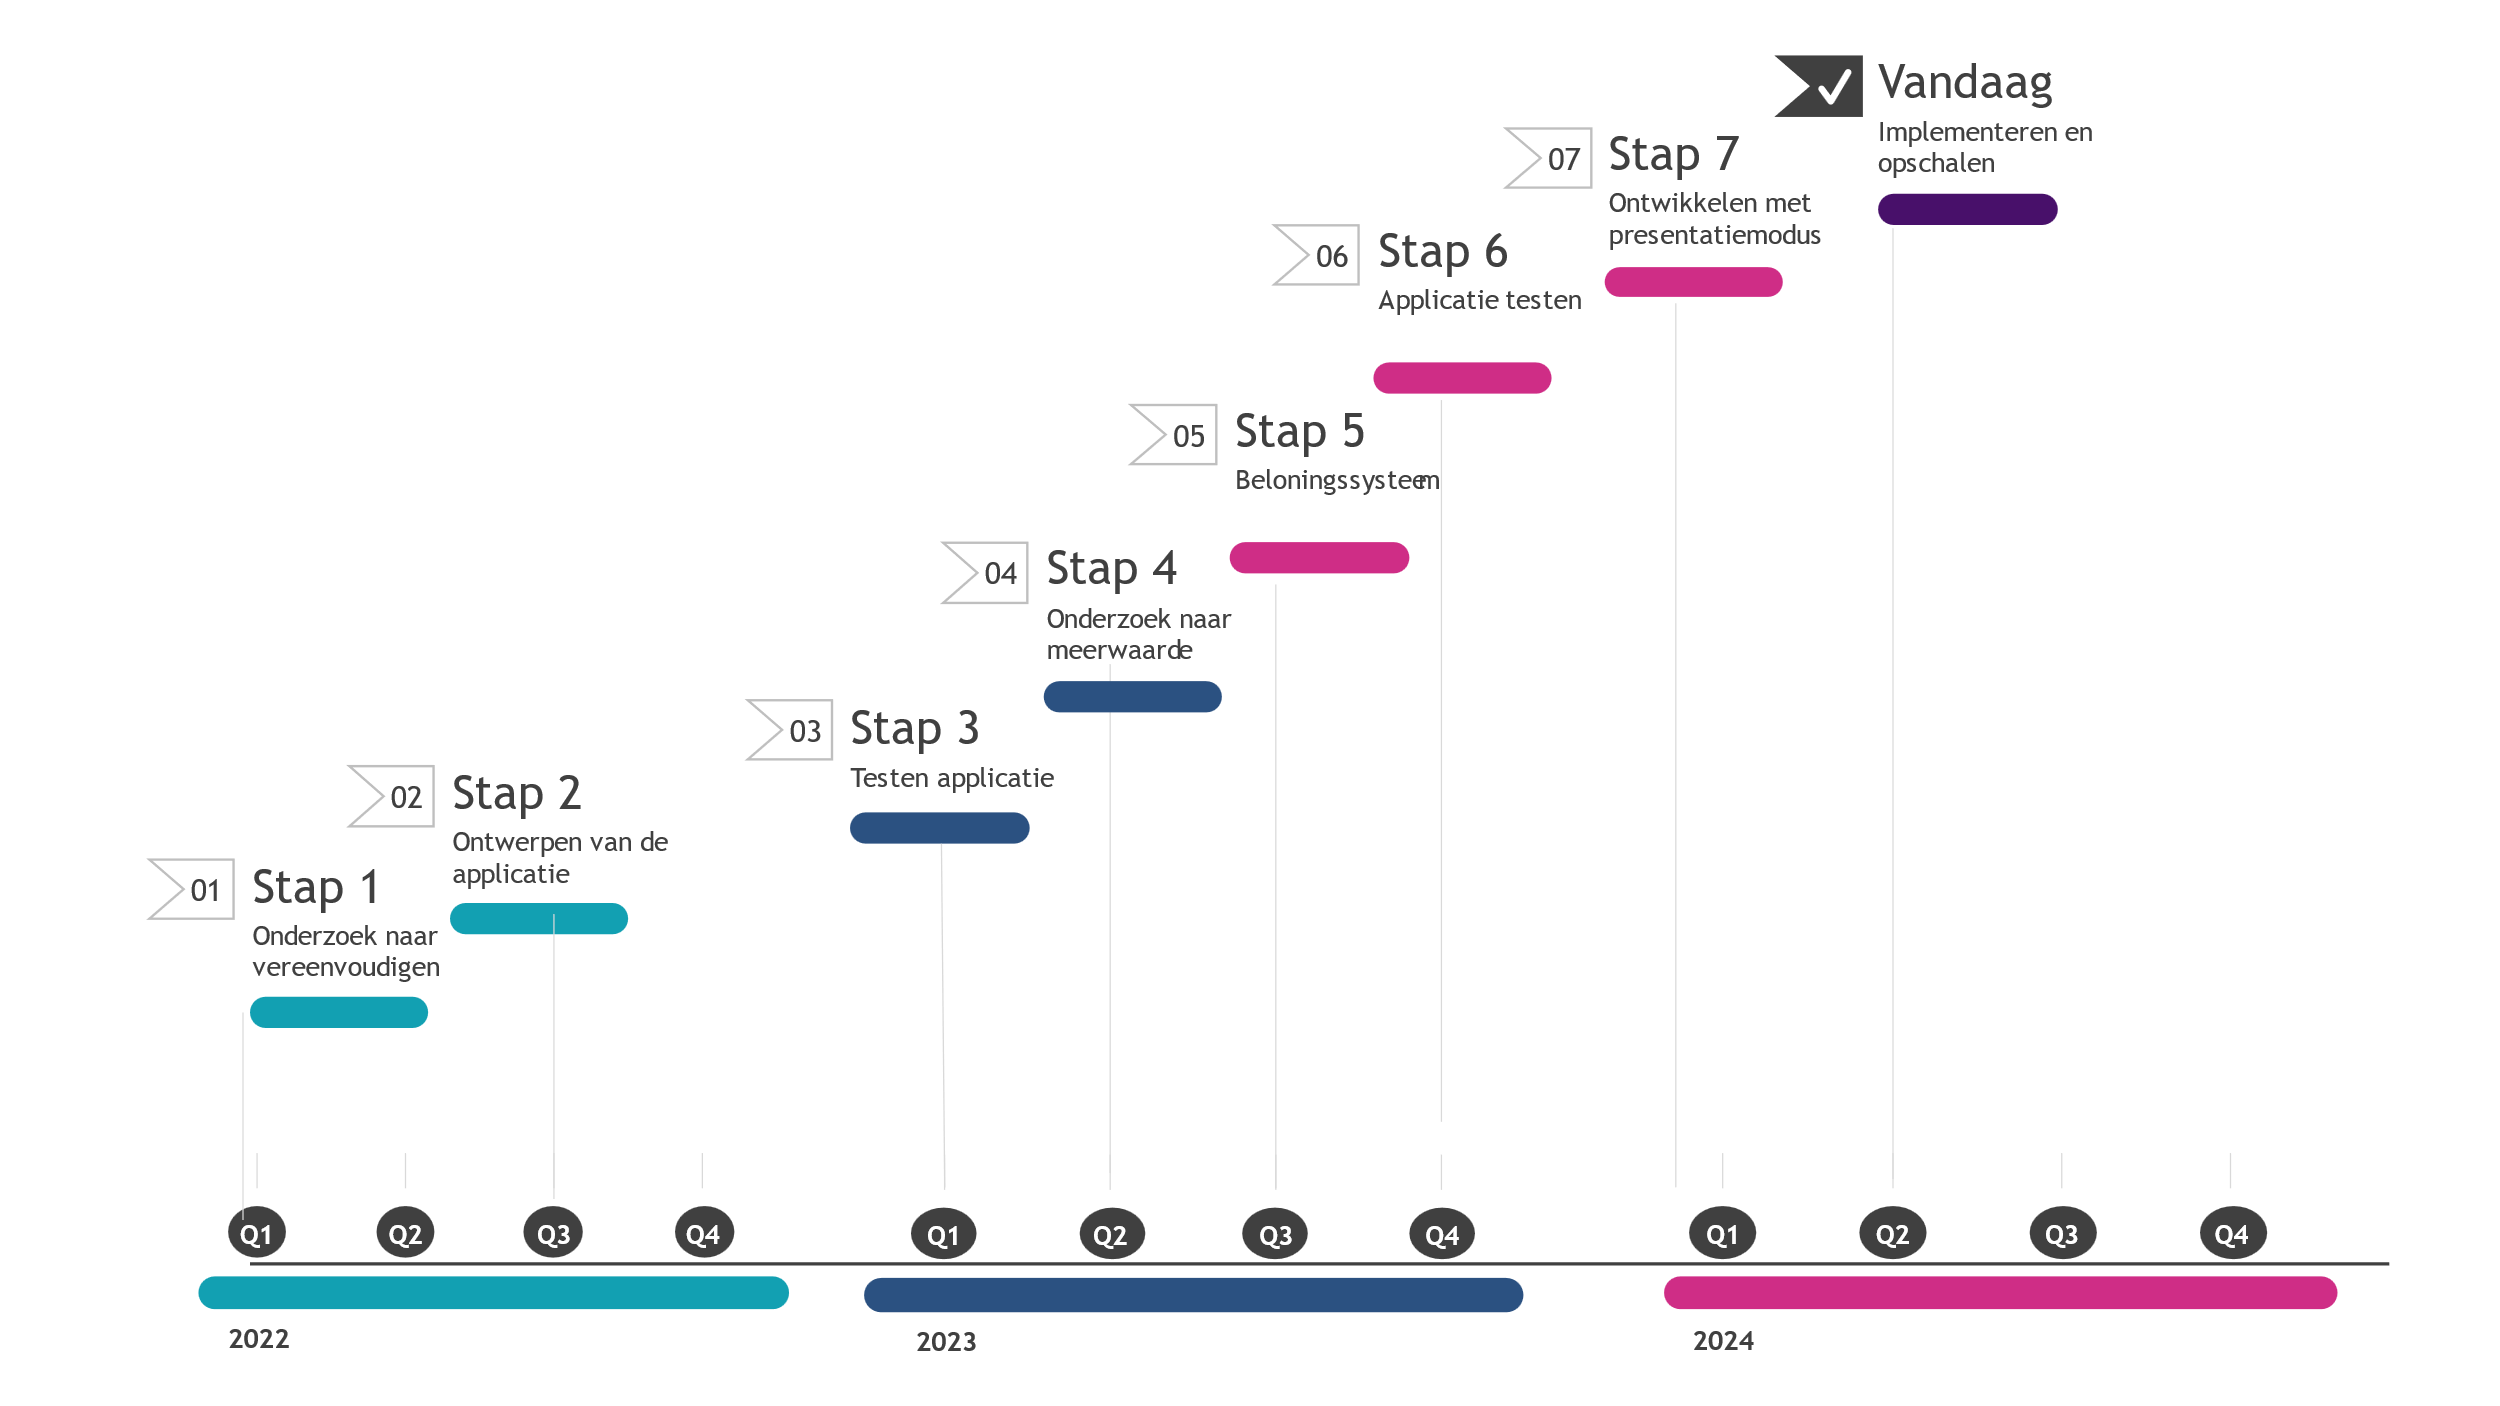 Vandaag
Implementeren en
opschalen
07
Stap 7
Ontwikkelen met
presentatiemodus
06
Stap 6
Applicatie testen
05
Stap 5
Beloningssysteem
04
Stap 4
Onderzoek naar
meerwaarde
03
Stap 3
Testen applicatie
02
Stap 2
Ontwerpen van de
applicatie
01
Stap 1
Onderzoek naar
vereenvoudigen
Q1 Q2 Q3 Q4 Q1 Q2 Q3 Q4 Q1 Q2 Q3 Q4
2022 2023 2024